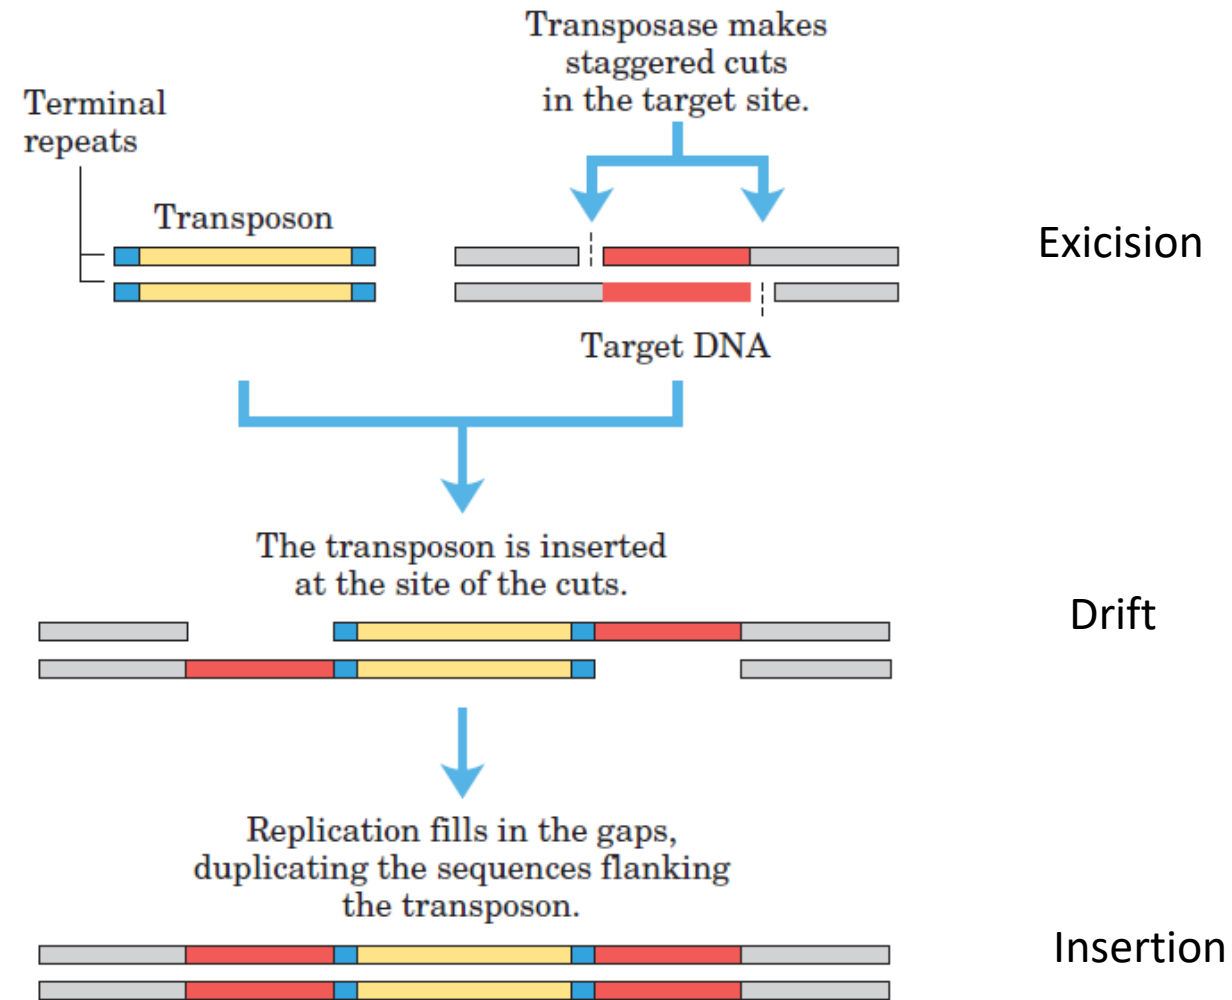 Transposase makes
staggered cuts
in the target site.
Terminal
repeats
Transposon
Exicision
Target DNA
The transposon is inserted
at the site of the cuts.
Drift
Replication fills in the gaps,
duplicating the sequences flanking
the transposon.
Insertion